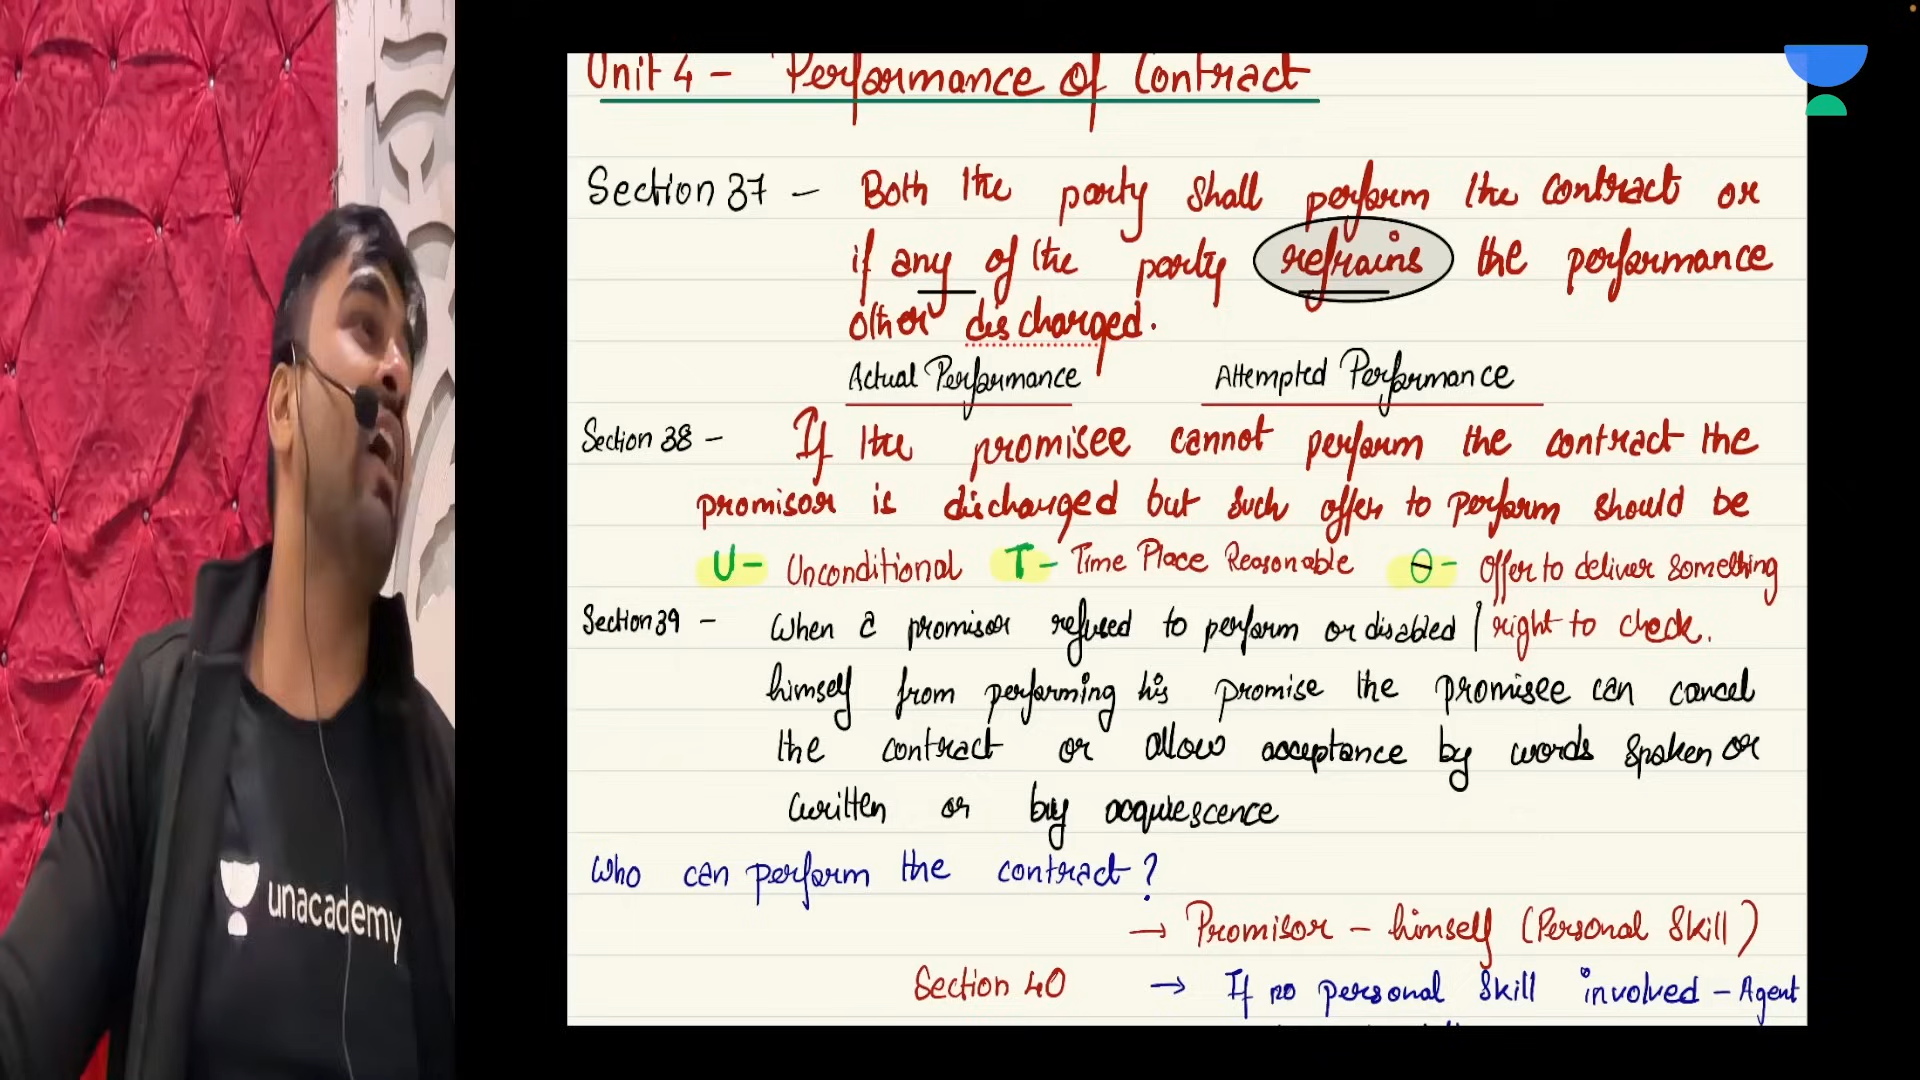 Unit 4 - Performance of Contract
Section 37 - Both the party shall perform the contract or
if any of the party refrains the performance
other discharged.
Actual Performance Attempted Performance
Section 38 - If the promisee cannot perform the contract the
promisor is discharged but such offer to perform should be
U- Unconditional T- Time Place Reasonable O- Offer to deliver something
Section 39 - When a promisor refused to perform or disabled | right to check.
himself from performing his promise the promisee can cancel
the contract or allow acceptance by words spoken or
written or by acquiescence
Who can perform the contract?
→ Promisor - himself (Personal Skill)
Section 40 → If no personal skill involved - Agent
unacademy